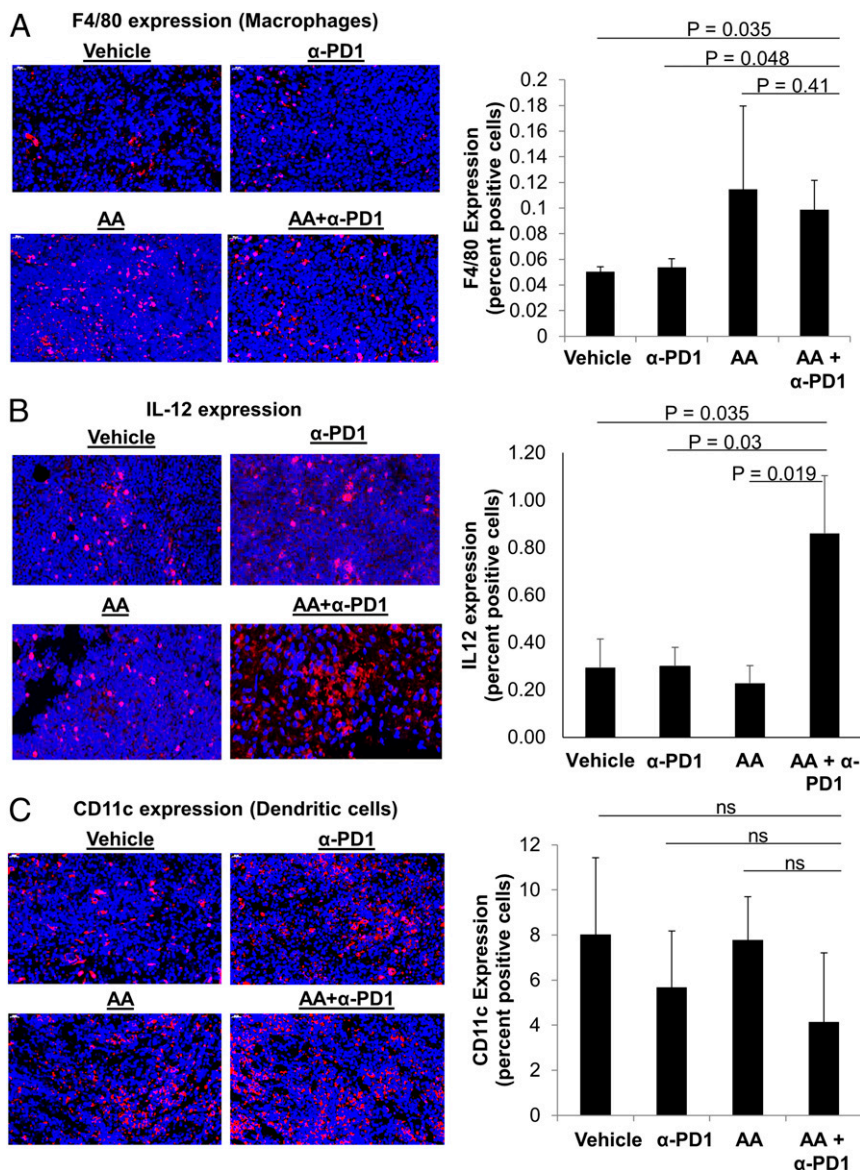 A
F4/80 expression (Macrophages)
Vehicle
α-PD1
AA
AA+α-PD1
P = 0.035
P = 0.048
P = 0.41
F4/80 Expression
(percent positive cells)
0.2
0.18
0.16
0.14
0.12
0.1
0.08
0.06
0.04
0.02
0
Vehicle
α-PD1
AA
AA +
α-PD1
B
IL-12 expression
Vehicle
α-PD1
AA
AA+α-PD1
P = 0.035
P = 0.03
P = 0.019
IL12 expression
(percent positive cells)
1.20
1.00
0.80
0.60
0.40
0.20
0.00
Vehicle
α-PD1
AA
AA + α-
PD1
C
CD11c expression (Dendritic cells)
Vehicle
α-PD1
AA
AA+α-PD1
ns
ns
ns
CD11c Expression
(percent positive cells)
12
10
8
6
4
2
0
Vehicle
α-PD1
AA
AA +
α-PD1